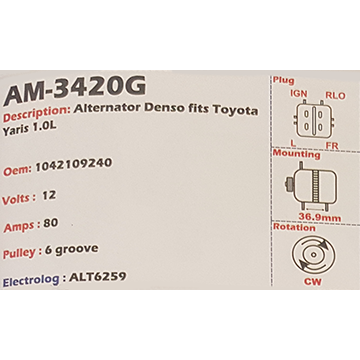 AM-3420G
Description: Alternator Denso fits Toyota
Yaris 1.0L
Oem: 1042109240
Volts : 12
Amps : 80
Pulley : 6 groove
Electrolog : ALT6259
Plug
IGN RLO
L FR
Mounting
36.9mm
Rotation
CW